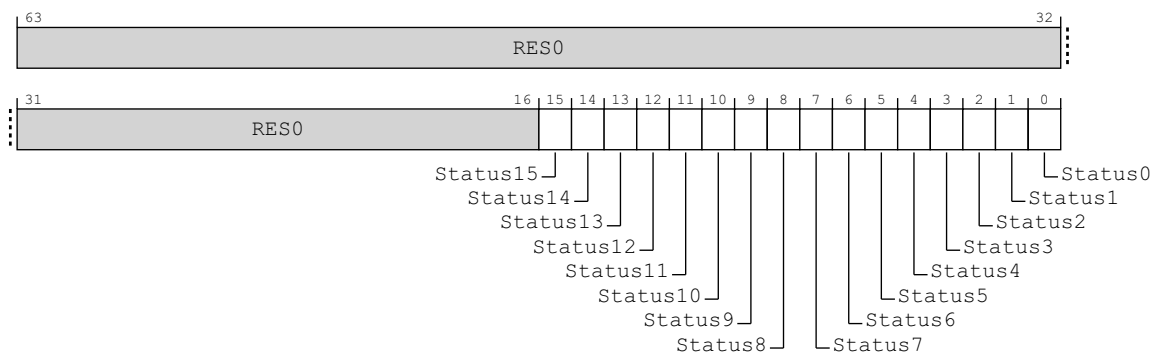 63 32
RES0
31 16 15 14 13 12 11 10 9 8 7 6 5 4 3 2 1 0
RES0
Status15 Status0
Status14 Status1
Status13 Status2
Status12 Status3
Status11 Status4
Status10 Status5
Status9 Status6
Status8 Status7